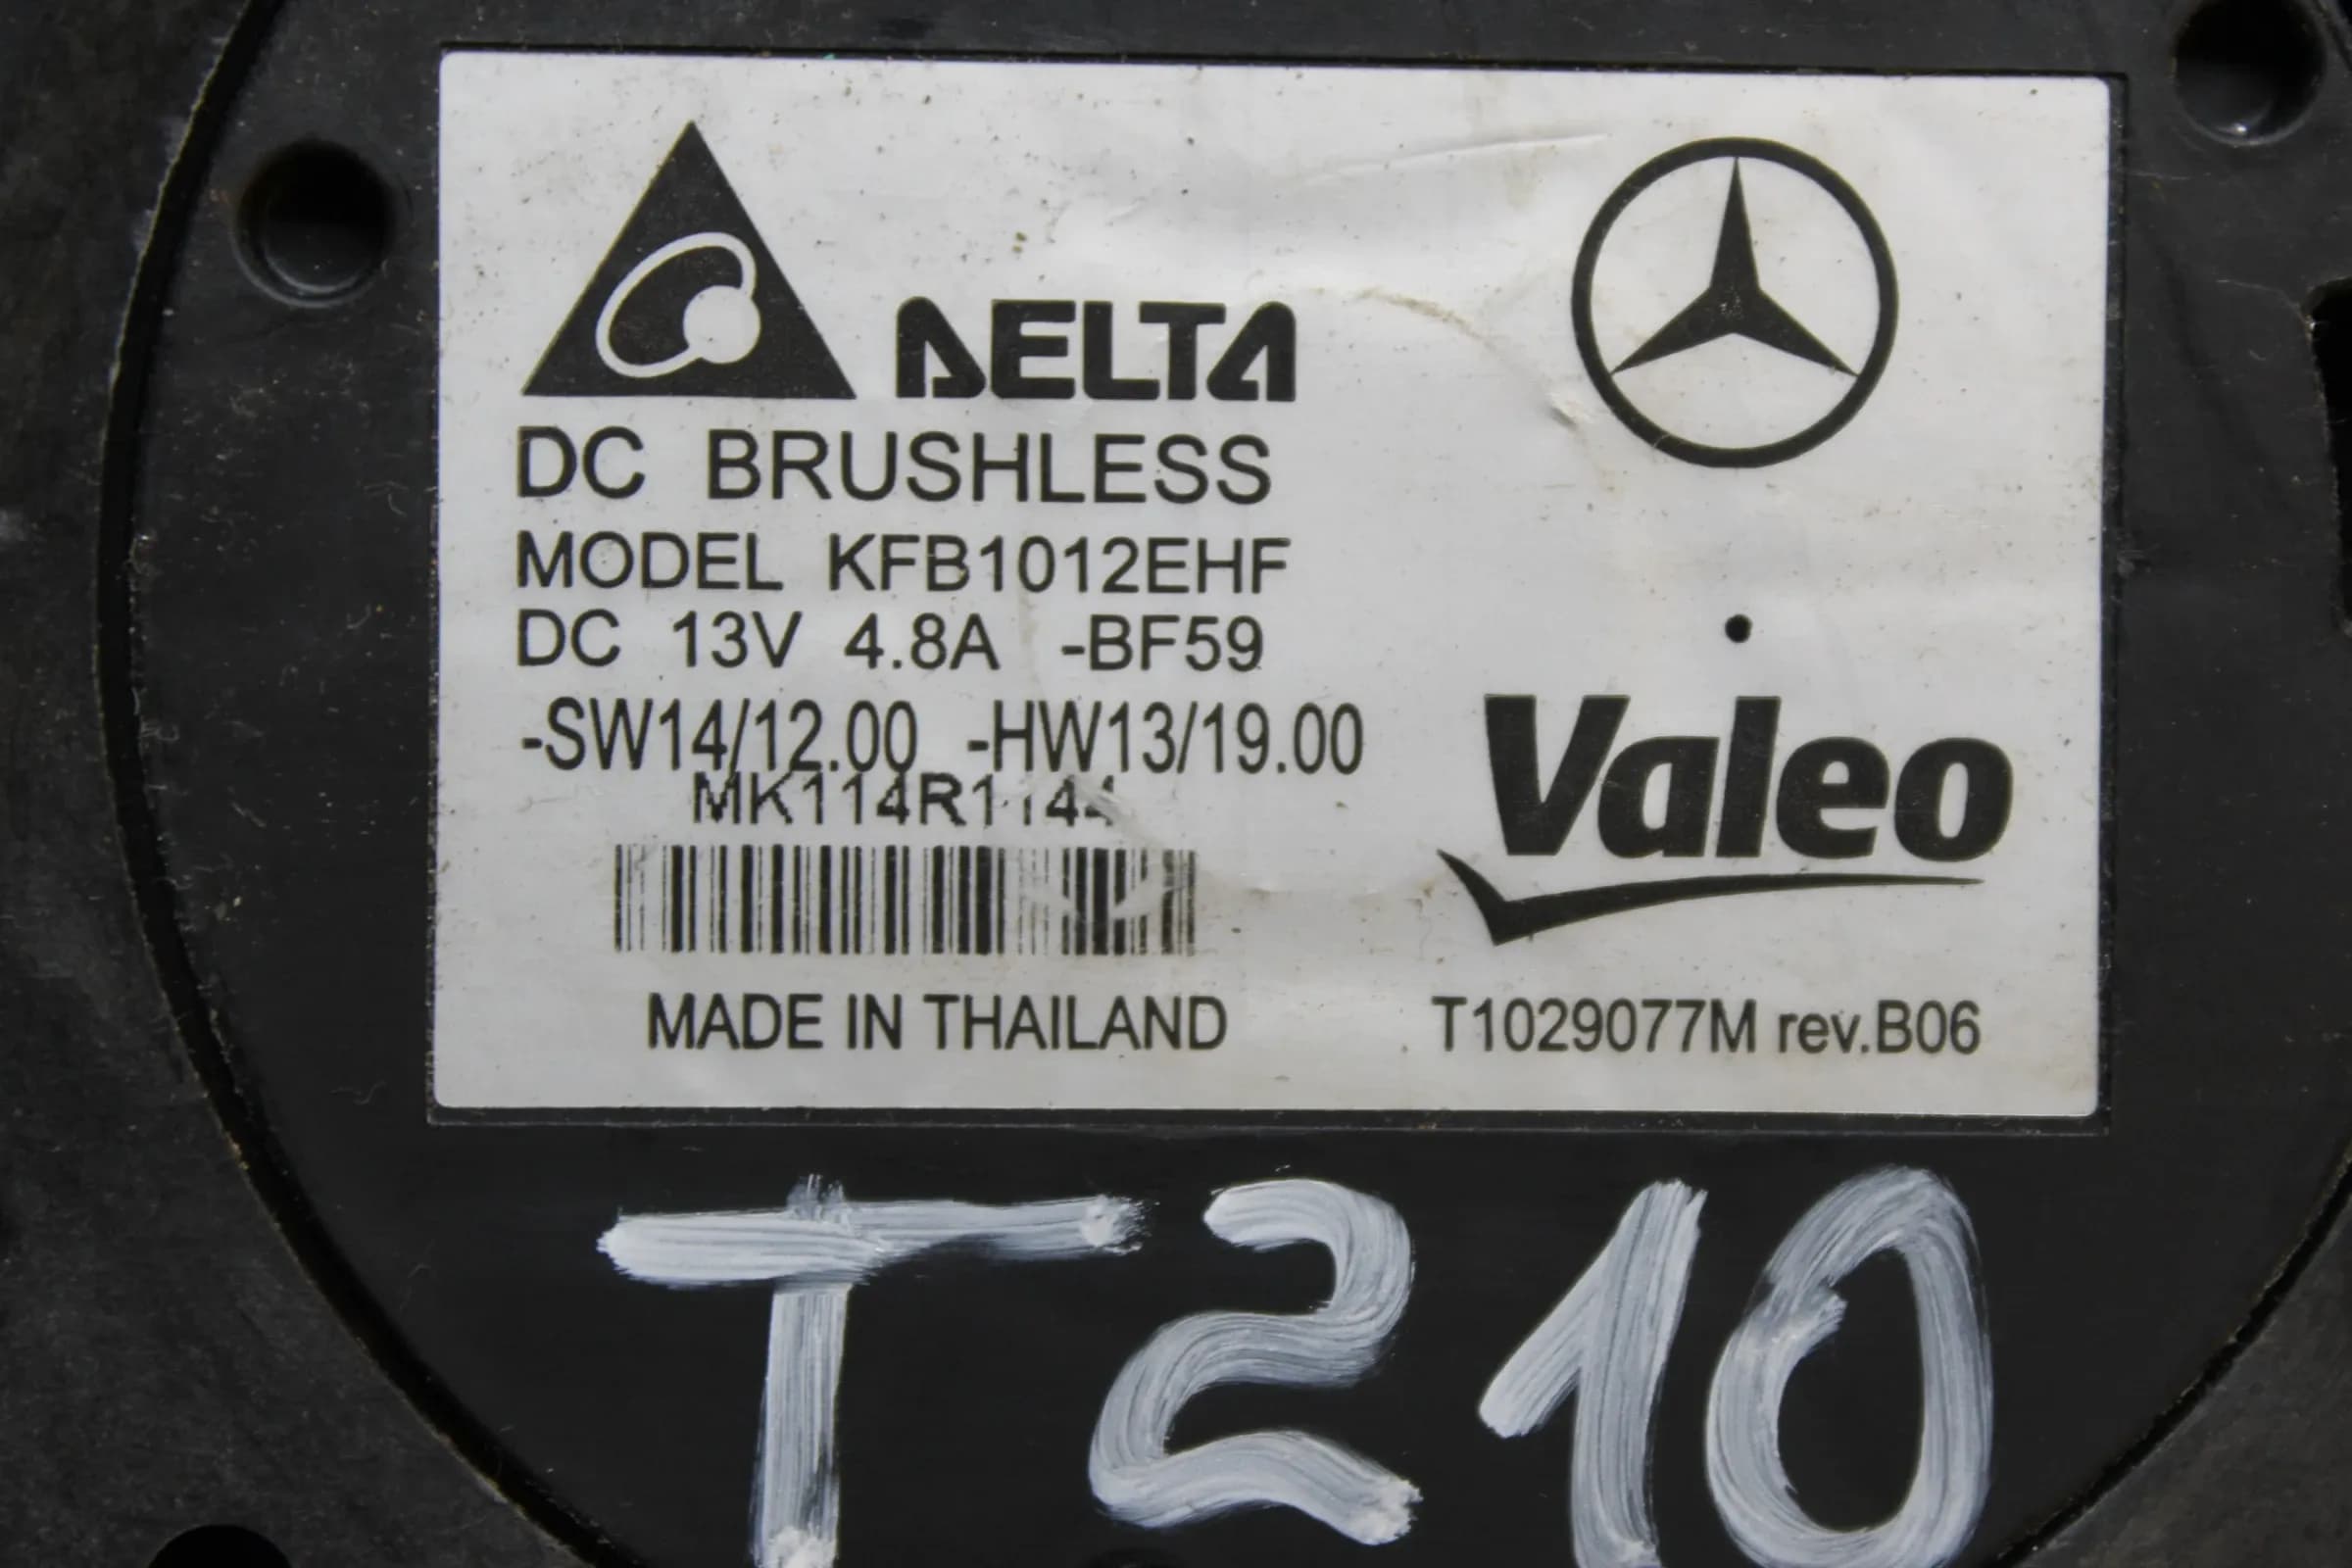 DELTA
DC BRUSHLESS
MODEL KFB1012EHF
DC 13V 4.8A -BF59
-SW14/12.00 -HW13/19.00
MADE IN THAILAND
Valeo
T1029077M rev.B06
T210